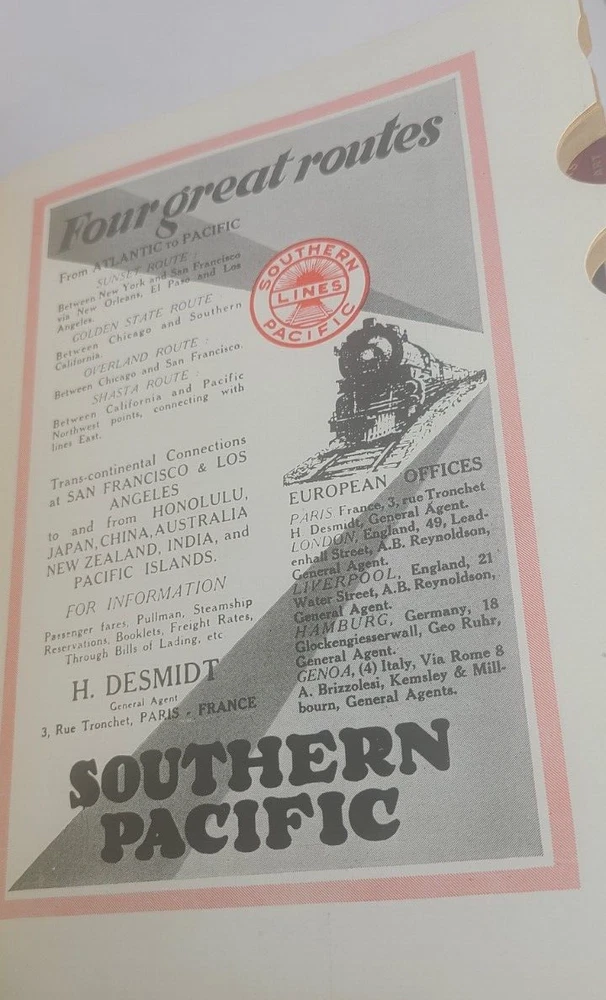 Four great routes
From ATLANTIC TO PACIFIC
SUNSET ROUTE :
Between New York and San Francisco
via New Orleans, El Paso and Los
Angeles.
GOLDEN STATE ROUTE
Between Chicago and Southern
California.
OVERLAND ROUTE :
Between Chicago and San Francisco.
SHASTA ROUTE :
Between California and Pacific
Northwest points, connecting with
lines East.
Trans-continental Connections
at SAN FRANCISCO & LOS
ANGELES
to and from HONOLULU,
JAPAN, CHINA, AUSTRALIA
NEW ZEALAND, INDIA, and
PACIFIC ISLANDS.
FOR INFORMATION
Passenger fares, Pullman, Steamship
Reservations, Booklets, Freight Rates,
Through Bills of Lading, etc
H. DESMIDT
General Agent
3, Rue Tronchet, PARIS - FRANCE
SOUTHERN
LINES
PACIFIC
EUROPEAN OFFICES
PARIS France, 3, rue Tronchet
H Desmidt, General Agent.
LONDON, England, 49, Lead-
enhall Street, A.B. Reynoldson,
General Agent.
LIVERPOOL, England, 21
Water Street, A.B. Reynoldson,
General Agent.
HAMBURG, Germany, 18
Glockengiesserwall, Geo Ruhr,
General Agent.
GENOA, (4) Italy, Via Rome 8
A. Brizzolesi, Kemsley & Mill-
bourn, General Agents.
SOUTHERN
PACIFIC
ART